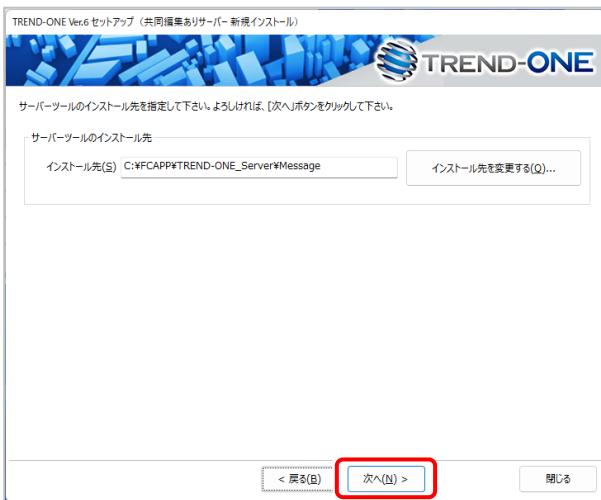 TREND-ONE Ver.6 セットアップ（共同編集ありサーバー 新規インストール）
TREND-ONE
サーバーツールのインストール先を指定して下さい。よろしければ、[次へ]ボタンをクリックして下さい。
サーバーツールのインストール先
インストール先(S) C:¥FCAPP¥TREND-ONE_Server¥Message インストール先を変更する(O)...
< 戻る(B) 次へ(N) > 閉じる